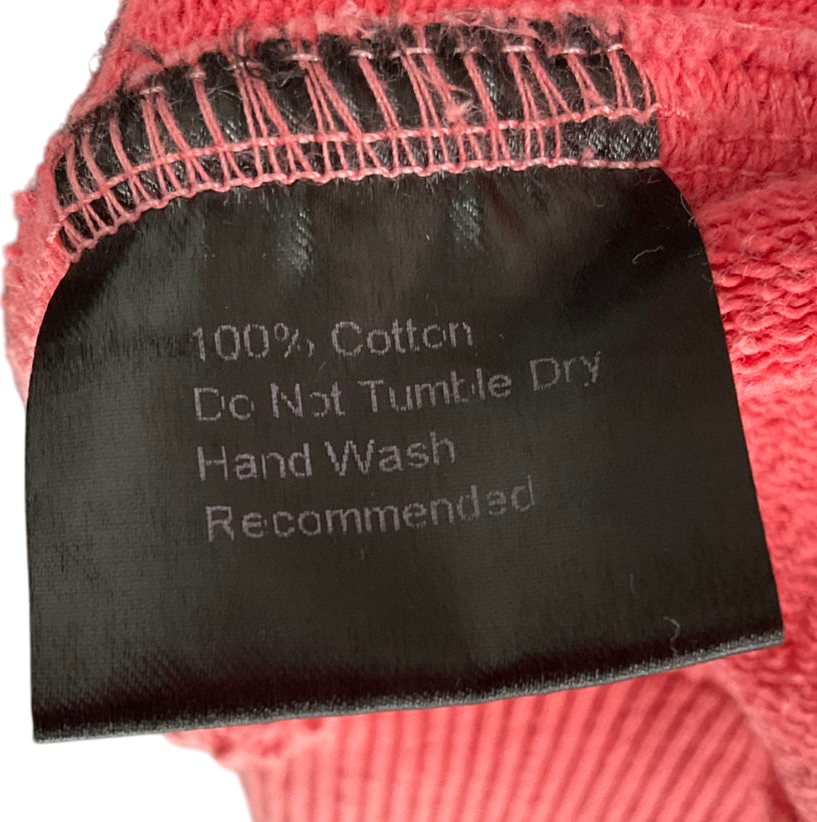 100% Cotton
Do Not Tumble Dry
Hand Wash
Recommended